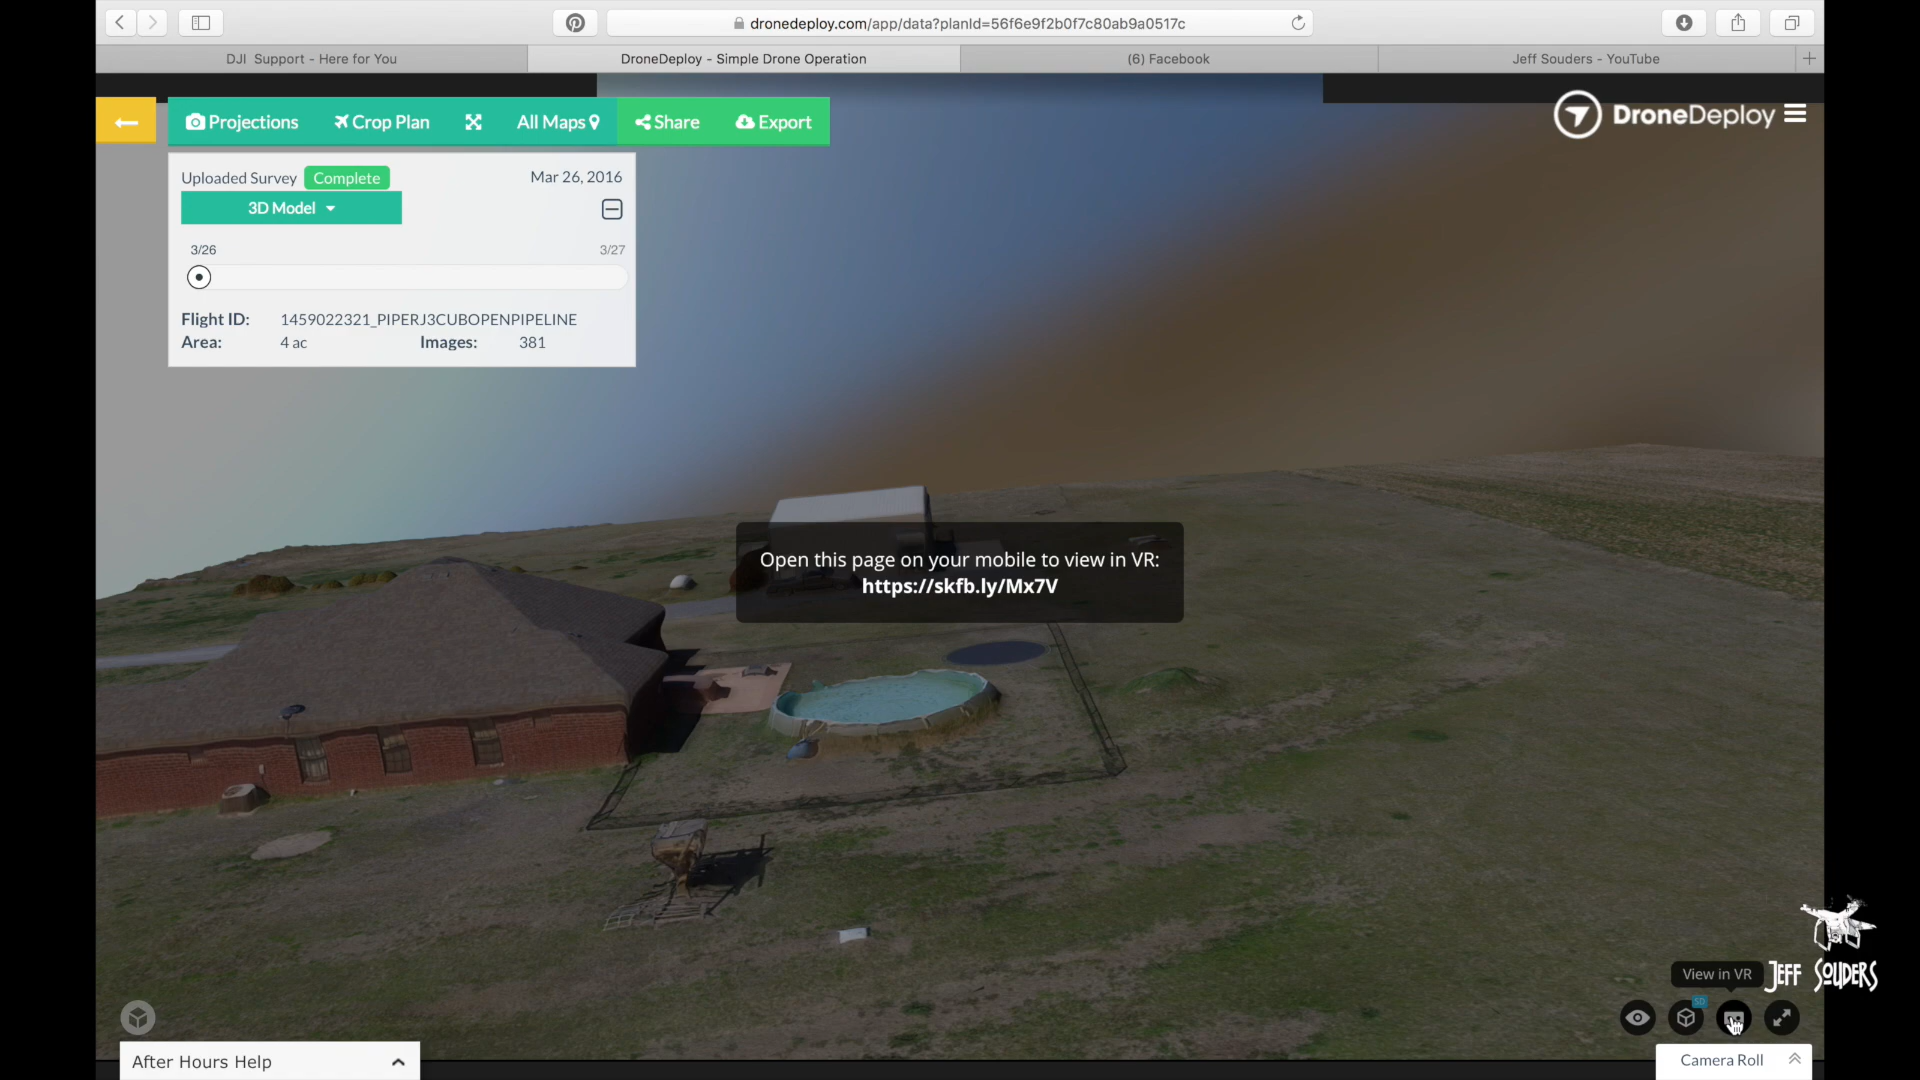 dronedeploy.com/app/data?planId=56f6e9f2b0f7c80ab9a0517c
DJI Support - Here for You
DroneDeploy - Simple Drone Operation
(6) Facebook
Jeff Souders - YouTube
Projections
Crop Plan
All Maps
Share
Export
DroneDeploy
Uploaded Survey Complete
Mar 26, 2016
3D Model
3/26
3/27
Flight ID: 1459022321_PIPERJ3CUBOPENPIPELINE
Area: 4 ac Images: 381
Open this page on your mobile to view in VR:
https://skfb.ly/Mx7V
View in VR
JEFF SOUDERS
SD
After Hours Help
Camera Roll